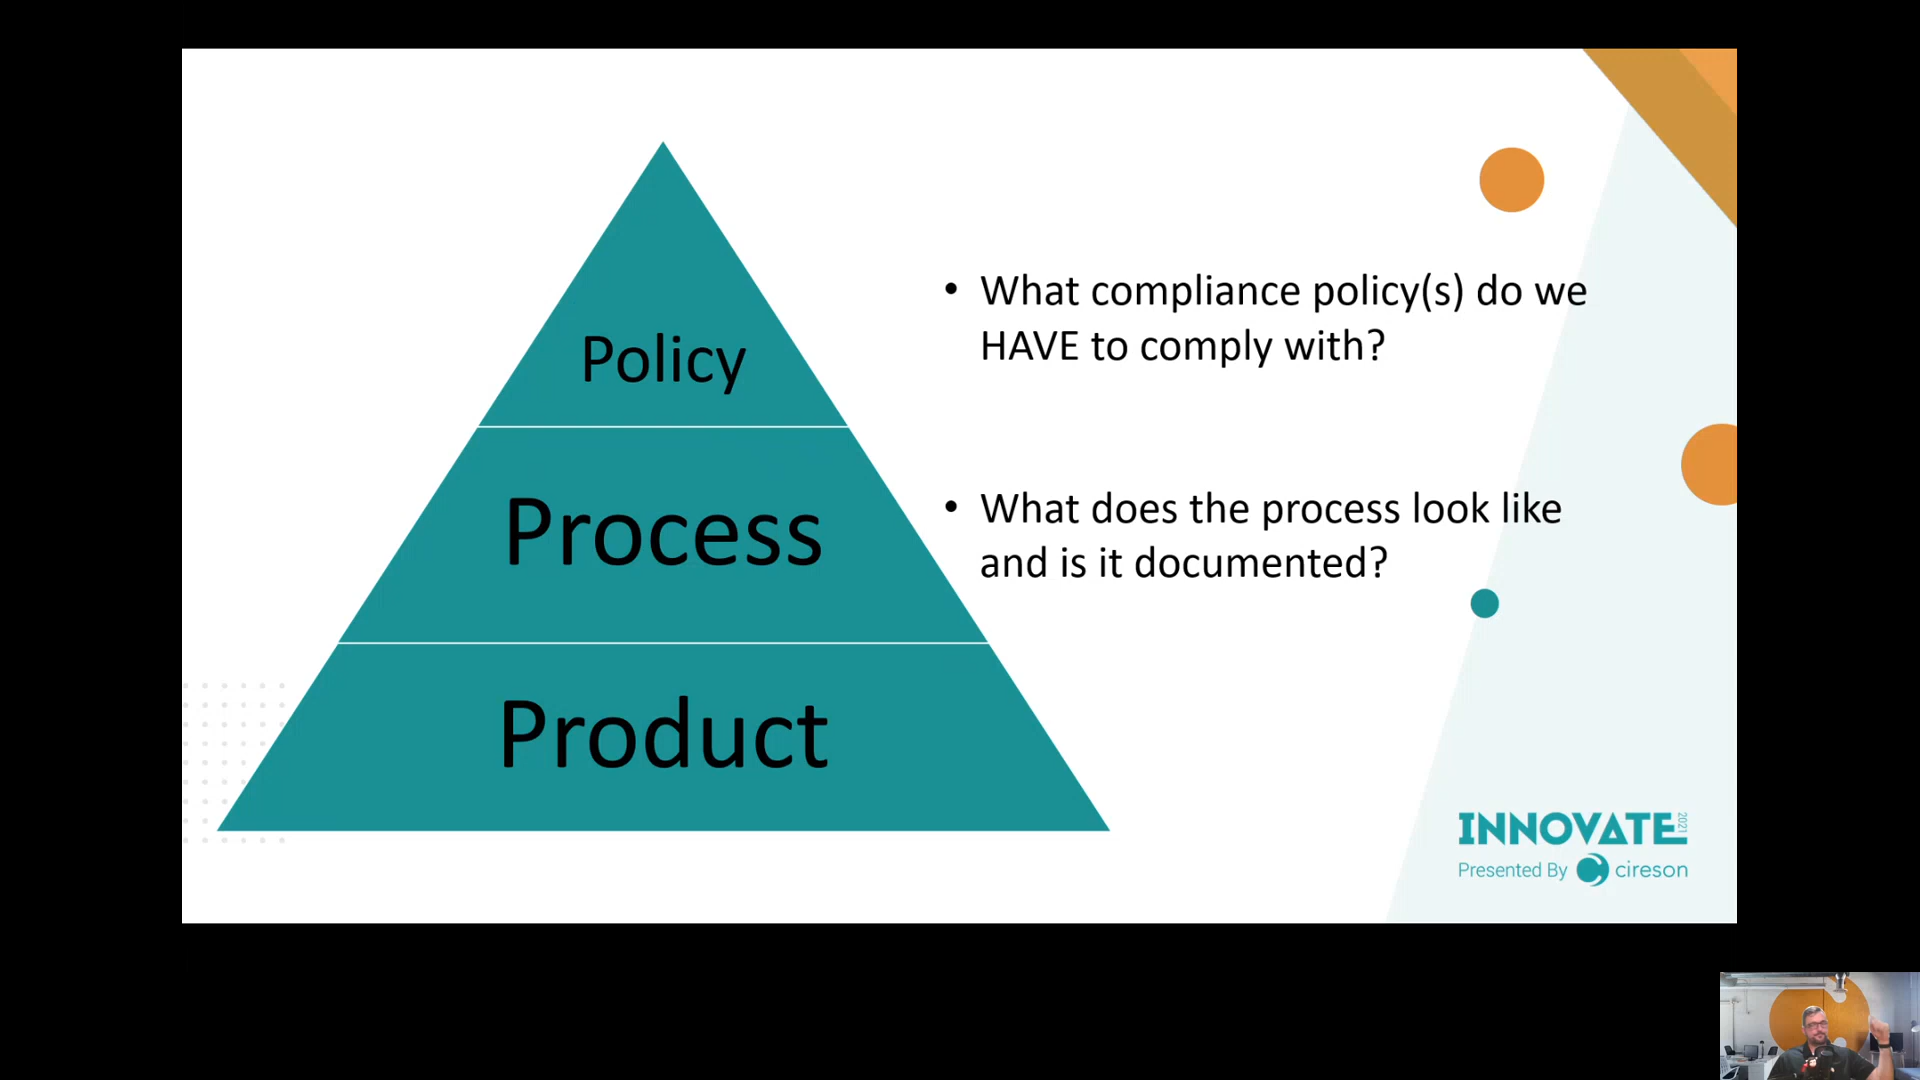 Policy
Process
Product
• What compliance policy(s) do we
HAVE to comply with?
• What does the process look like
and is it documented?
INNOVATE 2021
Presented By cireson